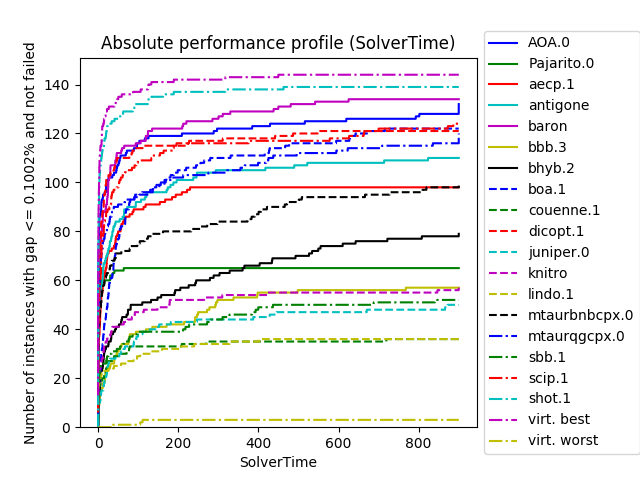 Absolute performance profile (SolverTime)
Number of instances with gap <= 0.1002% and not failed
140
120
100
80
60
40
20
0
0 200 400 600 800
SolverTime
AOA.0
Pajarito.0
aecp.1
antigone
baron
bbb.3
bhyb.2
boa.1
couenne.1
dicopt.1
juniper.0
knitro
lindo.1
mtaurbnbcpx.0
mtaurqgcpx.0
sbb.1
scip.1
shot.1
virt. best
virt. worst